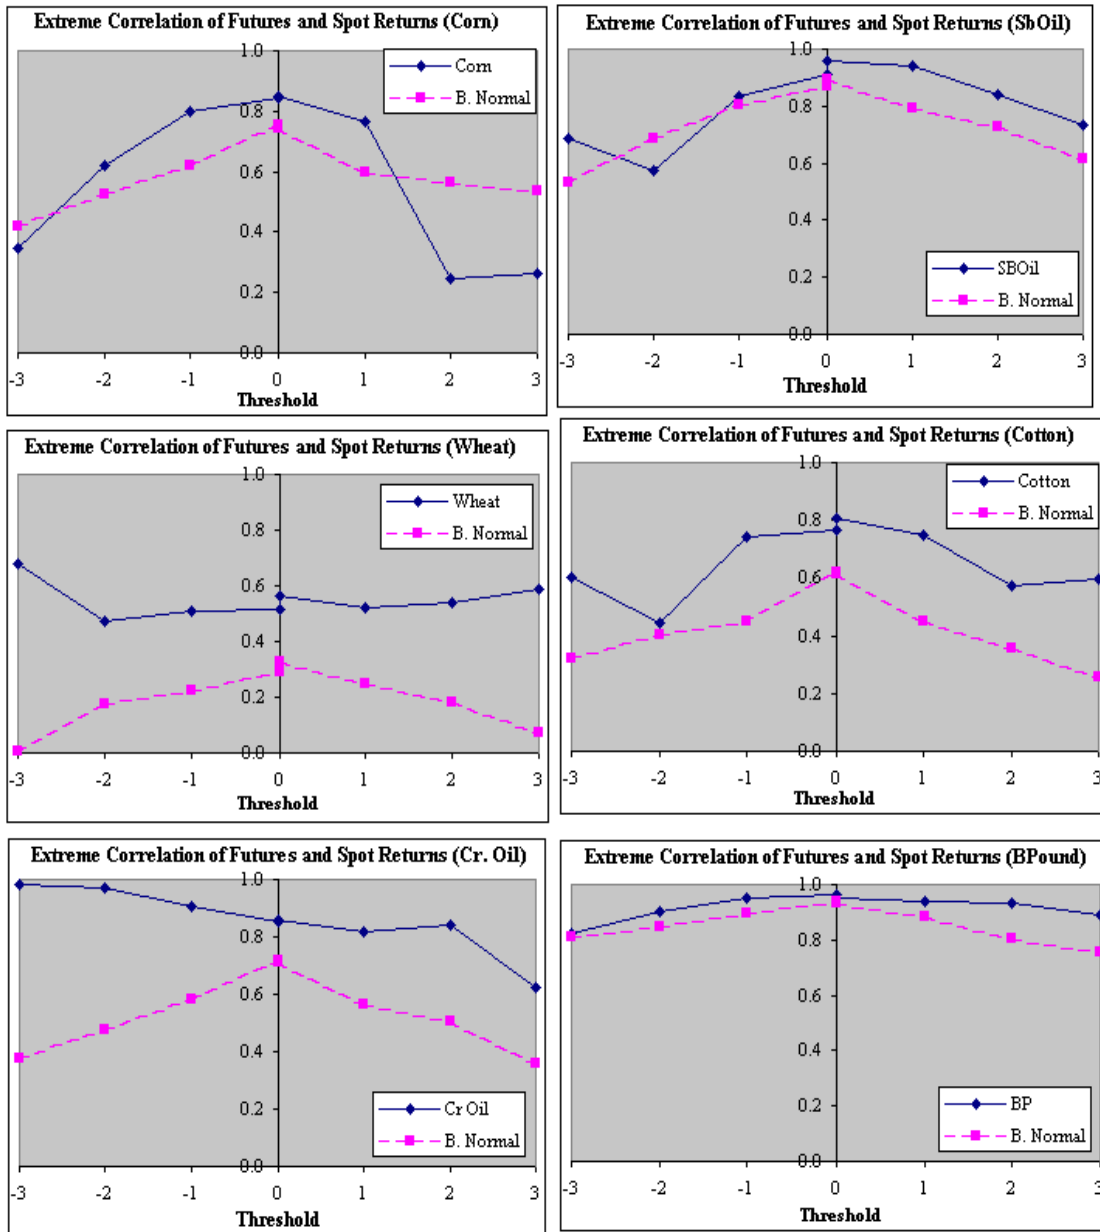 Extreme Correlation of Futures and Spot Returns (Corn)
1.0
0.8
0.6
0.4
0.2
0.0
Corn
B. Normal
-3 -2 -1 0 1 2 3
Threshold
Extreme Correlation of Futures and Spot Returns (SbOil)
1.0
0.8
0.6
0.4
0.2
0.0
SBOil
B. Normal
-3 -2 -1 0 1 2 3
Threshold
Extreme Correlation of Futures and Spot Returns (Wheat)
1.0
0.8
0.6
0.4
0.2
0.0
Wheat
B. Normal
-3 -2 -1 0 1 2 3
Threshold
Extreme Correlation of Futures and Spot Returns (Cotton)
1.0
0.8
0.6
0.4
0.2
0.0
Cotton
B. Normal
-3 -2 -1 0 1 2 3
Threshold
Extreme Correlation of Futures and Spot Returns (Cr. Oil)
1.0
0.8
0.6
0.4
0.2
0.0
Cr Oil
B. Normal
-3 -2 -1 0 1 2 3
Threshold
Extreme Correlation of Futures and Spot Returns (BPound)
1.0
0.8
0.6
0.4
0.2
0.0
BP
B. Normal
-3 -2 -1 0 1 2 3
Threshold